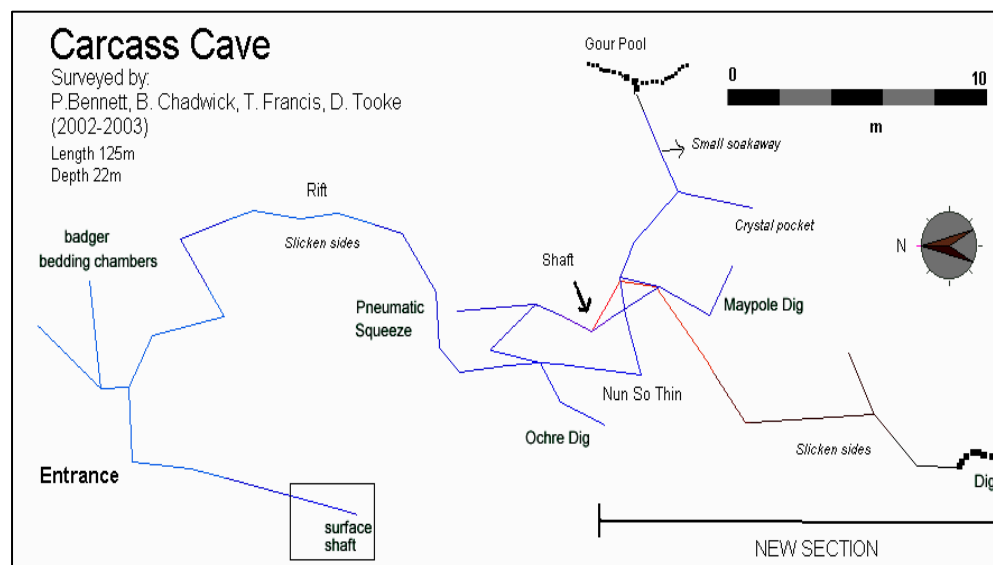 Carcass Cave
Surveyed by:
P.Bennett, B. Chadwick, T. Francis, D. Tooke
(2002-2003)
Length 125m
Depth 22m
Gour Pool
0 10
m
Small soakaway
Rift
Slicken sides
badger
bedding chambers
Crystal pocket
N
Shaft
Pneumatic
Squeeze
Maypole Dig
Nun So Thin
Ochre Dig
Slicken sides
Entrance
Dig
surface
shaft
NEW SECTION